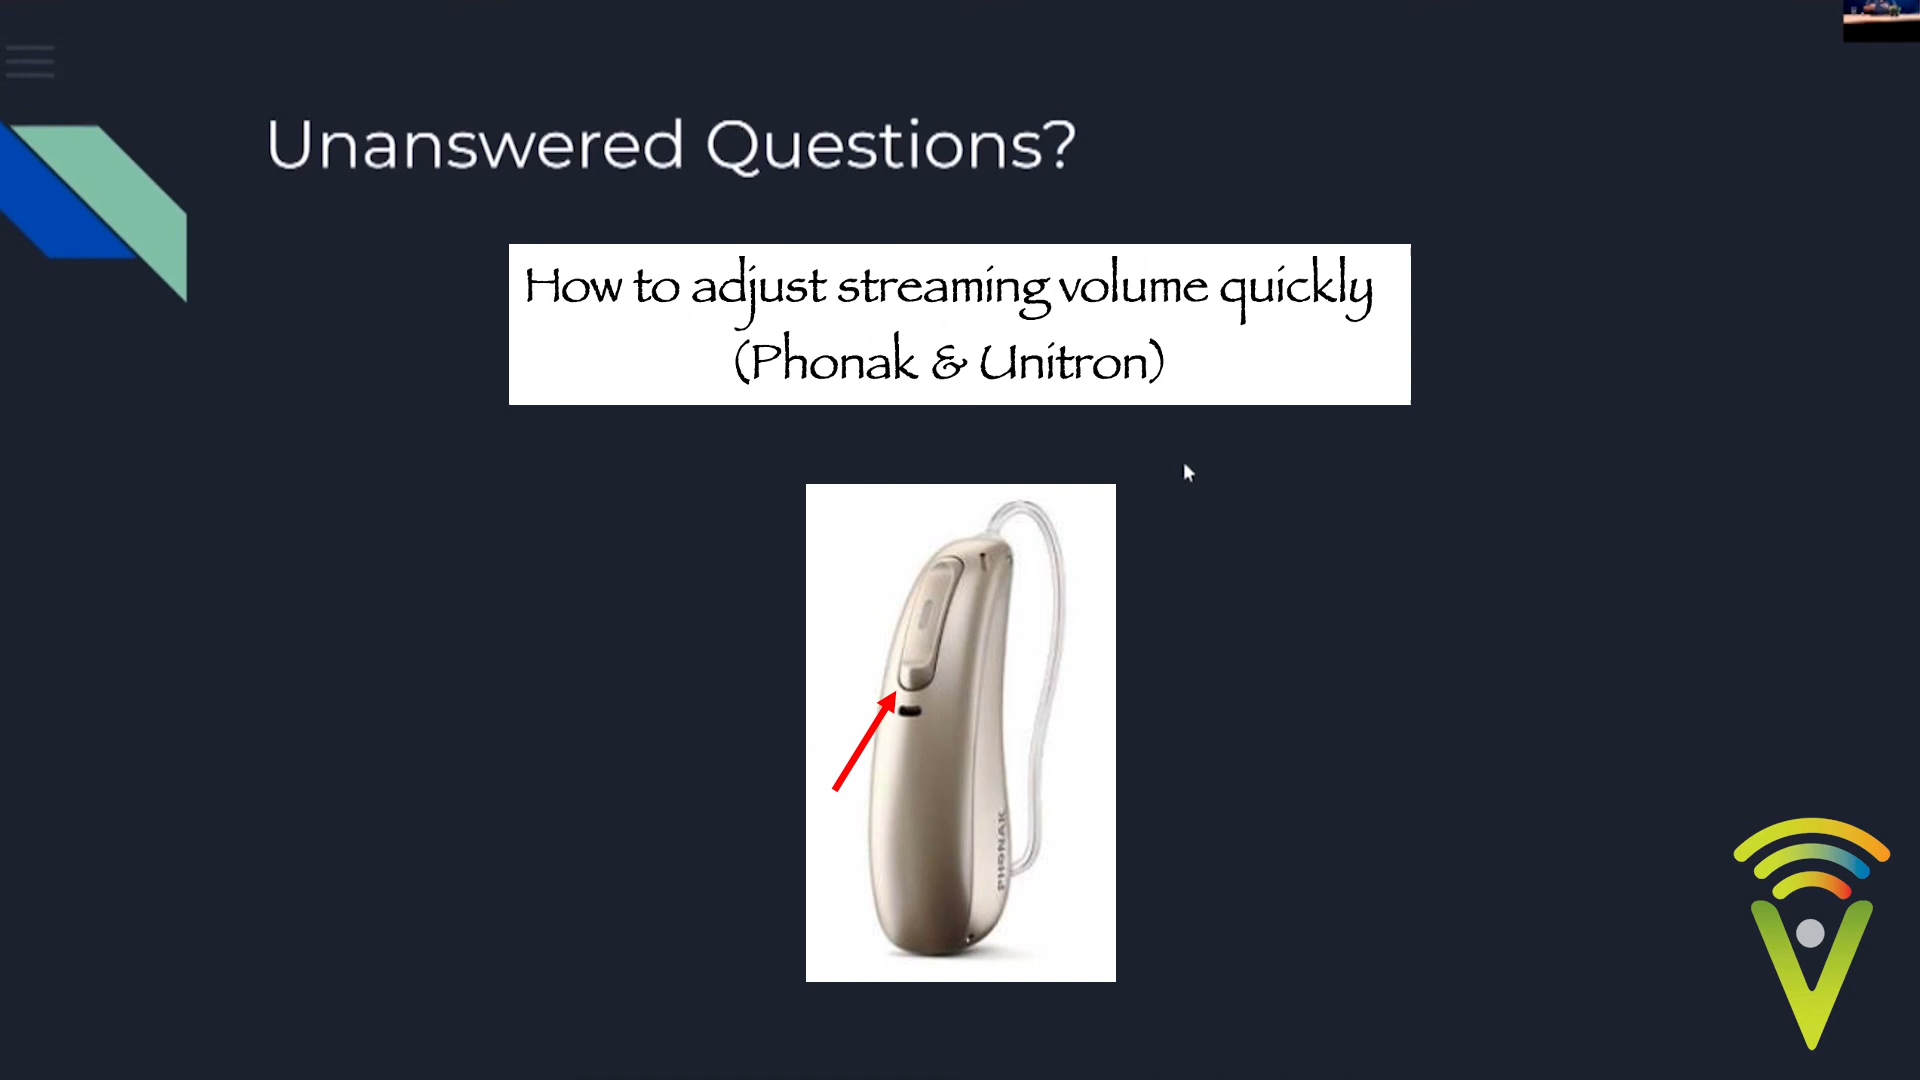 Unanswered Questions?
How to adjust streaming volume quickly
(Phonak & Unitron)
PHONAK